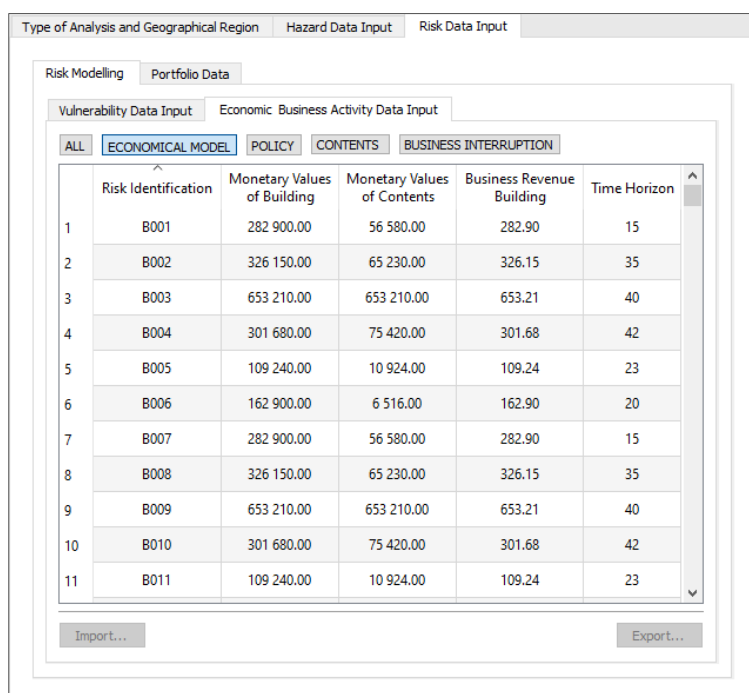 Type of Analysis and Geographical Region Hazard Data Input Risk Data Input
Risk Modelling Portfolio Data
Vulnerability Data Input Economic Business Activity Data Input
ALL ECONOMICAL MODEL POLICY CONTENTS BUSINESS INTERRUPTION
Risk Identification Monetary Values of Building Monetary Values of Contents Business Revenue Building Time Horizon
1 B001 282 900.00 56 580.00 282.90 15
2 B002 326 150.00 65 230.00 326.15 35
3 B003 653 210.00 653 210.00 653.21 40
4 B004 301 680.00 75 420.00 301.68 42
5 B005 109 240.00 10 924.00 109.24 23
6 B006 162 900.00 6 516.00 162.90 20
7 B007 282 900.00 56 580.00 282.90 15
8 B008 326 150.00 65 230.00 326.15 35
9 B009 653 210.00 653 210.00 653.21 40
10 B010 301 680.00 75 420.00 301.68 42
11 B011 109 240.00 10 924.00 109.24 23
Import... Export...